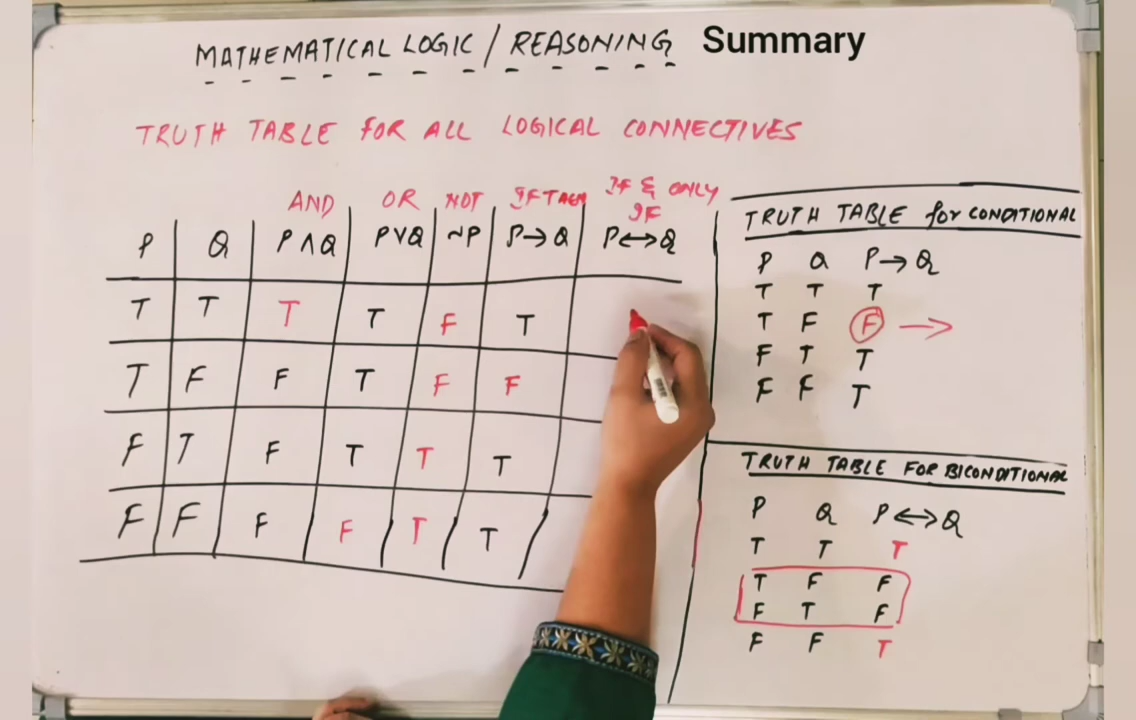 MATHEMATICAL LOGIC / REASONING Summary
TRUTH TABLE FOR ALL LOGICAL CONNECTIVES
AND OR NOT IF THEN IF & ONLY IF
P Q P ∧ Q P ∨ Q ~P P → Q P ↔ Q
T T T T F T
T F F T F F
F T F T T T
F F F F T T
TRUTH TABLE for CONDITIONAL
P Q P → Q
T T T
T F F →
F T T
F F T
TRUTH TABLE FOR BICONDITIONAL
P Q P ↔ Q
T T T
T F F
F T F
F F T